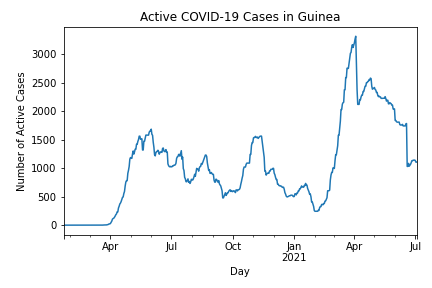 Active COVID-19 Cases in Guinea
Number of Active Cases
3000
2500
2000
1500
1000
500
0
Apr
Jul
Oct
Jan
2021
Apr
Jul
Day